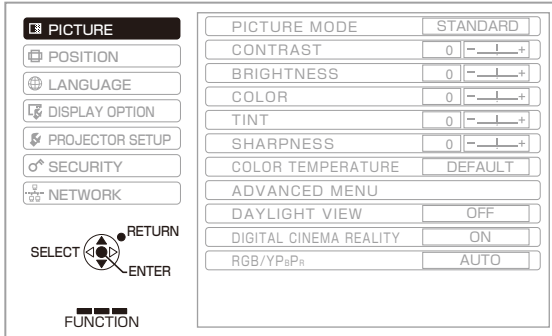 PICTURE
POSITION
LANGUAGE
DISPLAY OPTION
PROJECTOR SETUP
SECURITY
NETWORK
RETURN
SELECT
ENTER
FUNCTION
PICTURE MODE STANDARD
CONTRAST 0 - +
BRIGHTNESS 0 - +
COLOR 0 - +
TINT 0 - +
SHARPNESS 0 - +
COLOR TEMPERATURE DEFAULT
ADVANCED MENU
DAYLIGHT VIEW OFF
DIGITAL CINEMA REALITY ON
RGB/YPBPR AUTO